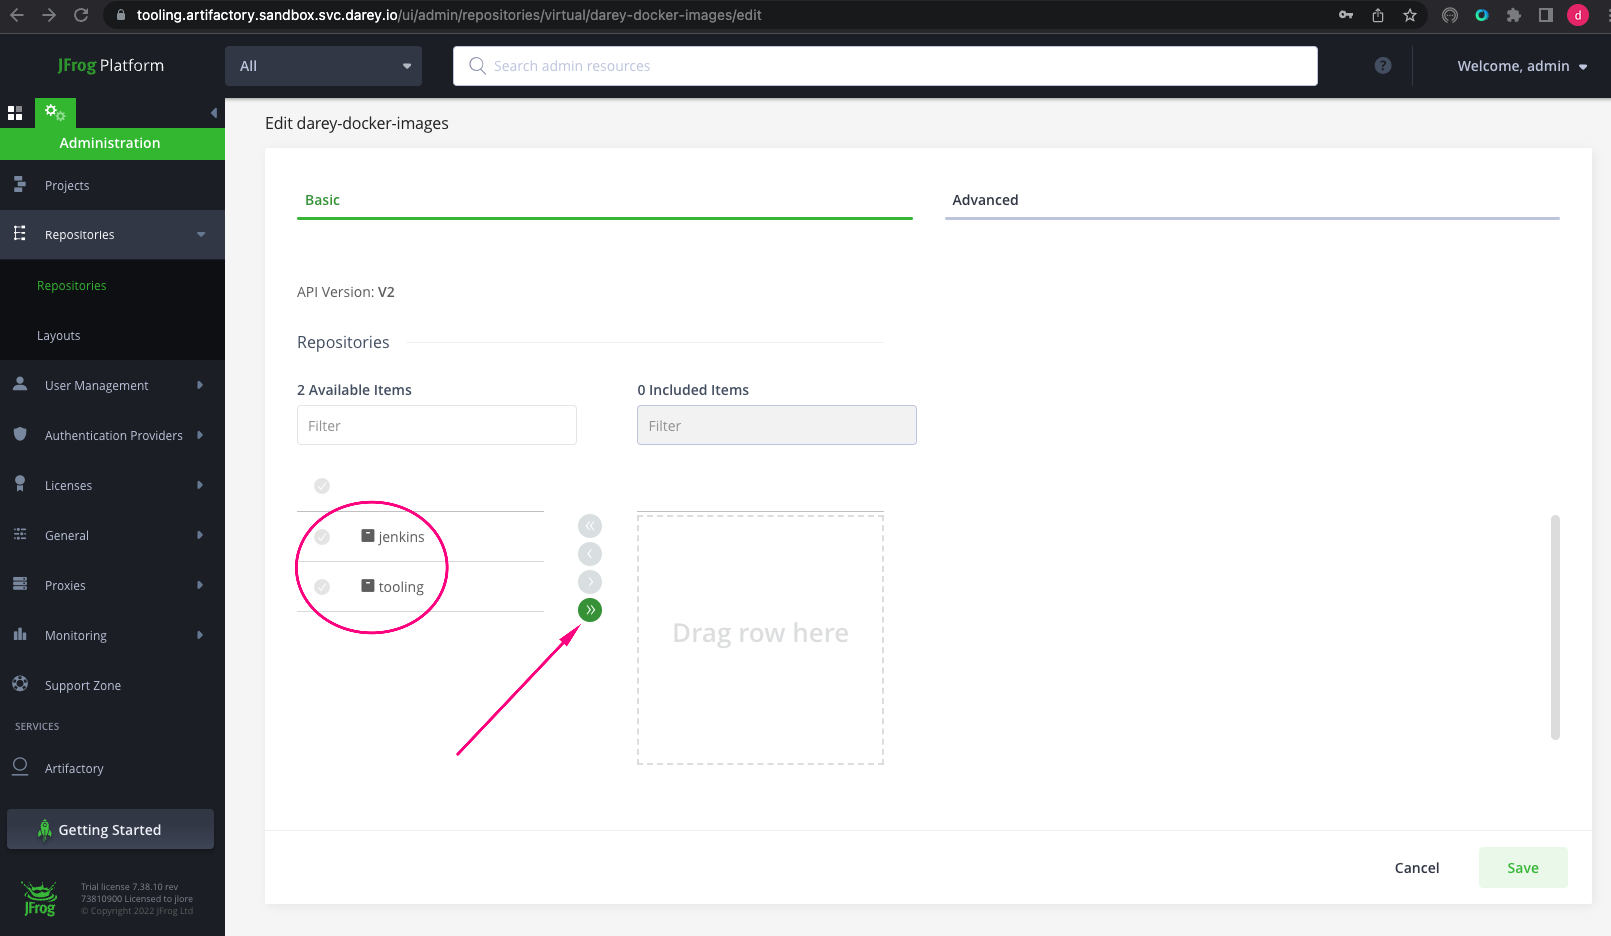 tooling.artifactory.sandbox.svc.darey.io/ui/admin/repositories/virtual/darey-docker-images/edit
d
JFrog Platform
All
Search admin resources
?
Welcome, admin
Administration
Projects
Repositories
Repositories
Layouts
User Management
Authentication Providers
Licenses
General
Proxies
Monitoring
Support Zone
SERVICES
Artifactory
Getting Started
JFrog
Trial license 7.38.10 rev
73810900 Licensed to jlore
© Copyright 2022 JFrog Ltd
Edit darey-docker-images
Basic
Advanced
API Version: V2
Repositories
2 Available Items
0 Included Items
Filter
Filter
jenkins
tooling
Drag row here
Cancel
Save